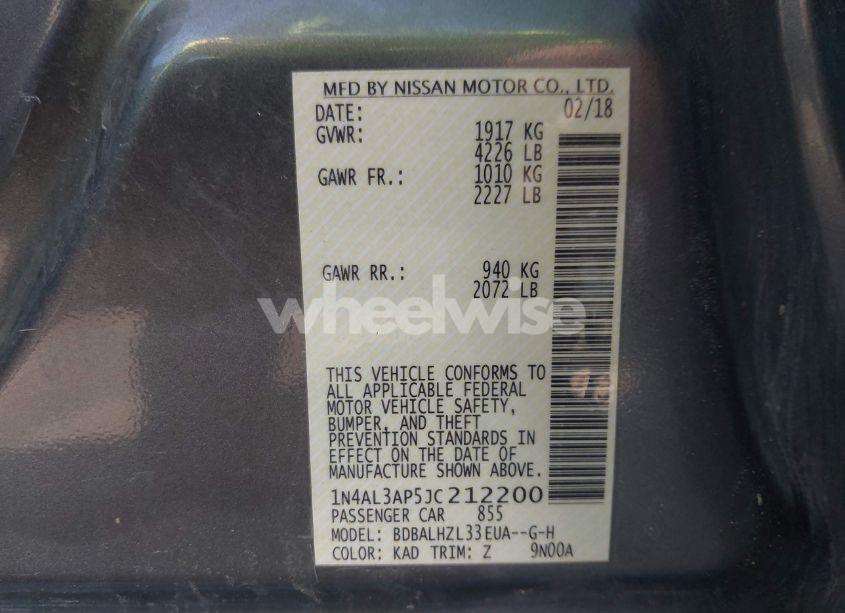 MFD BY NISSAN MOTOR CO., LTD.
DATE: 02/18
GVWR: 1917 KG
4226 LB
GAWR FR.: 1010 KG
2227 LB
GAWR RR.: 940 KG
2072 LB
wheelwise
THIS VEHICLE CONFORMS TO
ALL APPLICABLE FEDERAL
MOTOR VEHICLE SAFETY,
BUMPER, AND THEFT
PREVENTION STANDARDS IN
EFFECT ON THE DATE OF
MANUFACTURE SHOWN ABOVE.
1N4AL3AP5JC212200
PASSENGER CAR 855
MODEL: BDBALHZL33EUA--G-H
COLOR: KAD TRIM: Z 9N00A